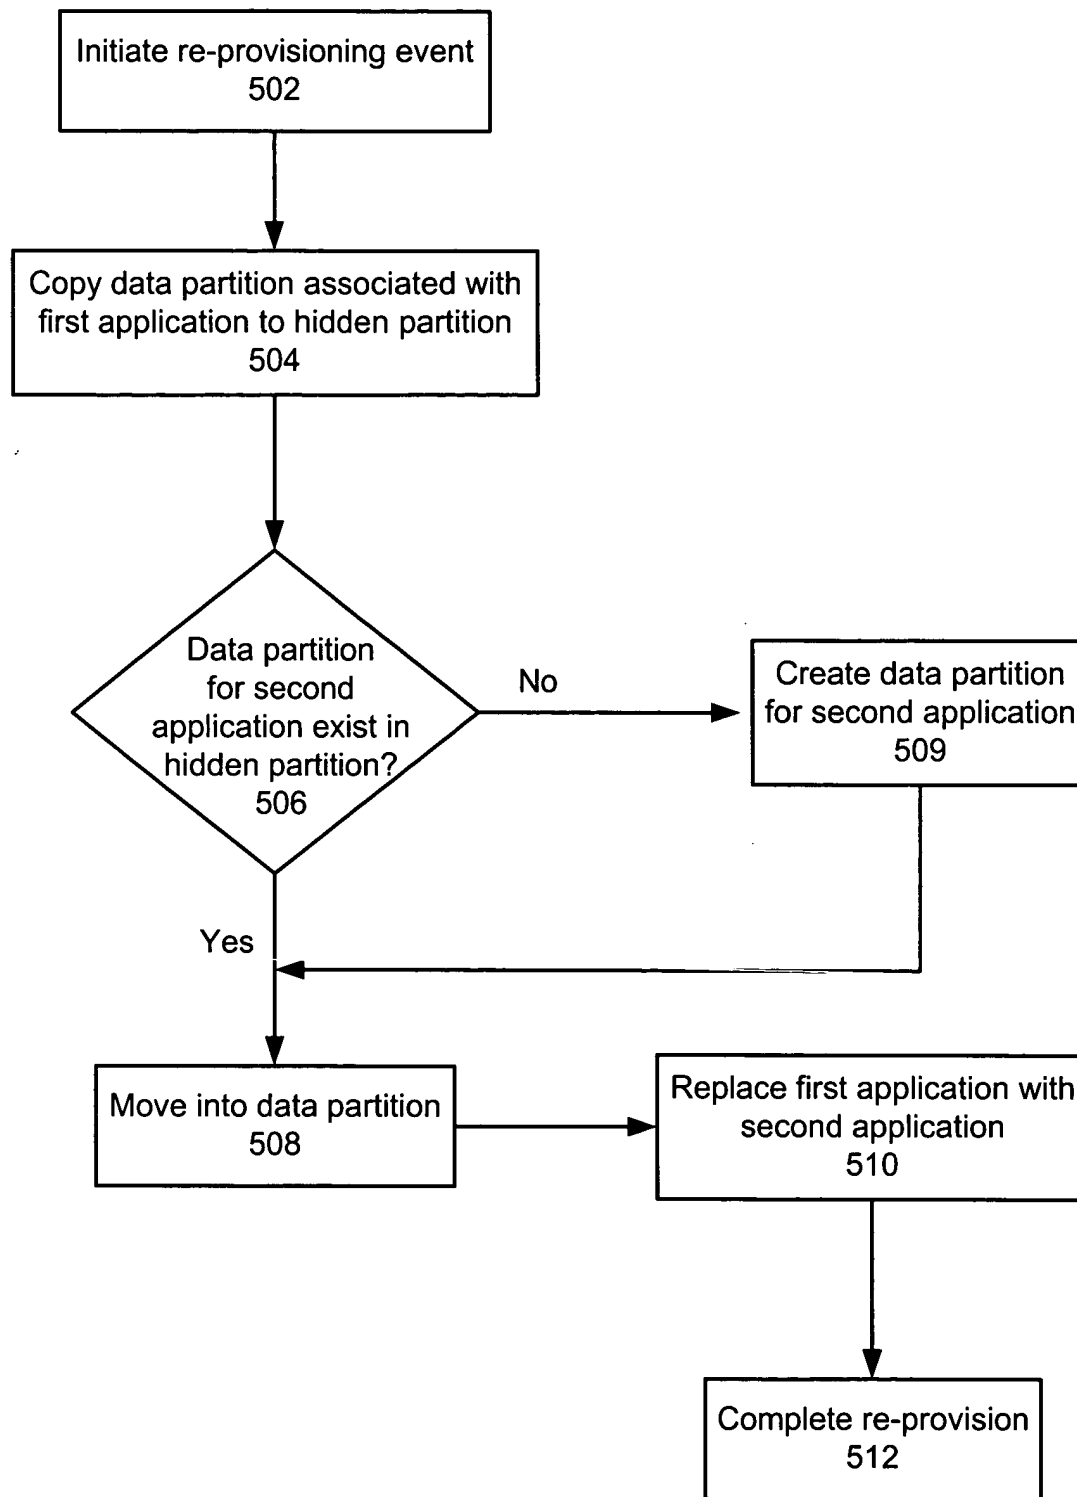 Initiate re-provisioning event
502
Copy data partition associated with
first application to hidden partition
504
Data partition
for second
application exist in
hidden partition?
506
No
Create data partition
for second application
509
Yes
Move into data partition
508
Replace first application with
second application
510
Complete re-provision
512